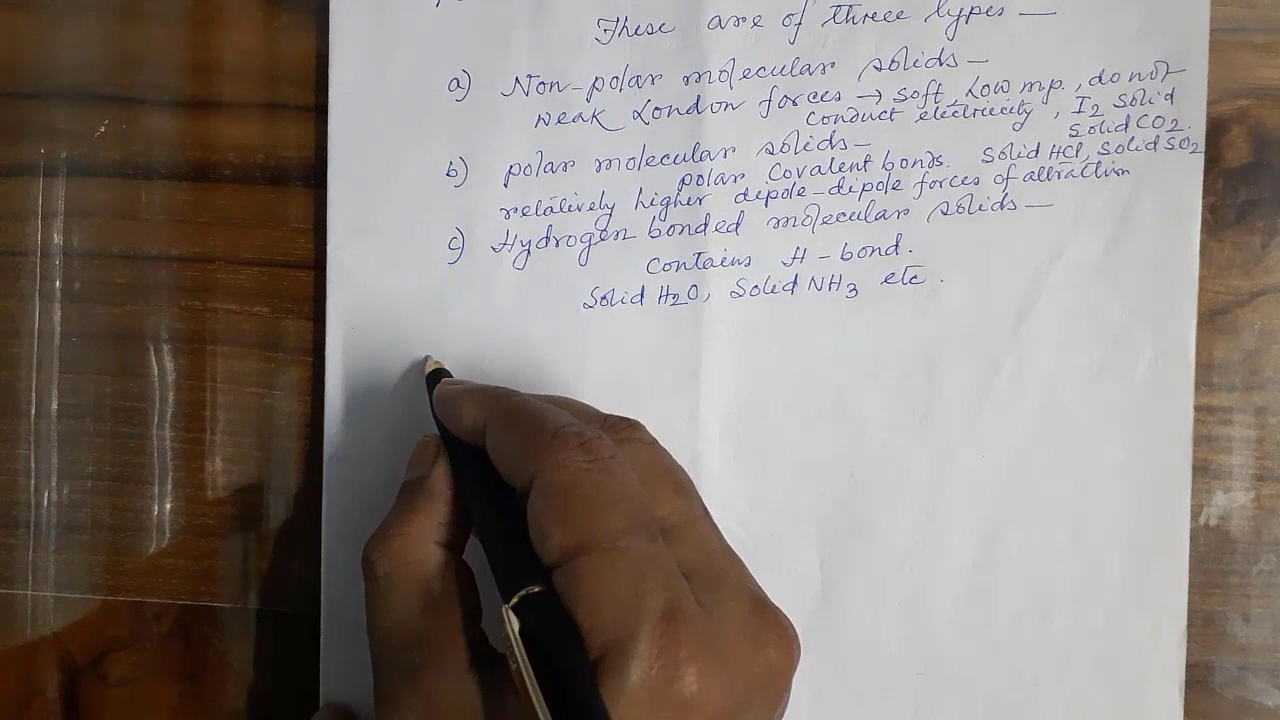 These are of three types —
a) Non-polar molecular solids —
weak London forces → soft, Low mp., do not
conduct electricity, I2 Solid
Solid CO2.
b) polar molecular solids —
polar Covalent bonds. Solid HCl, Solid SO2
relatively higher depole-dipole forces of attraction
c) Hydrogen bonded molecular solids —
Contains H-bond.
Solid H2O, Solid NH3 etc.